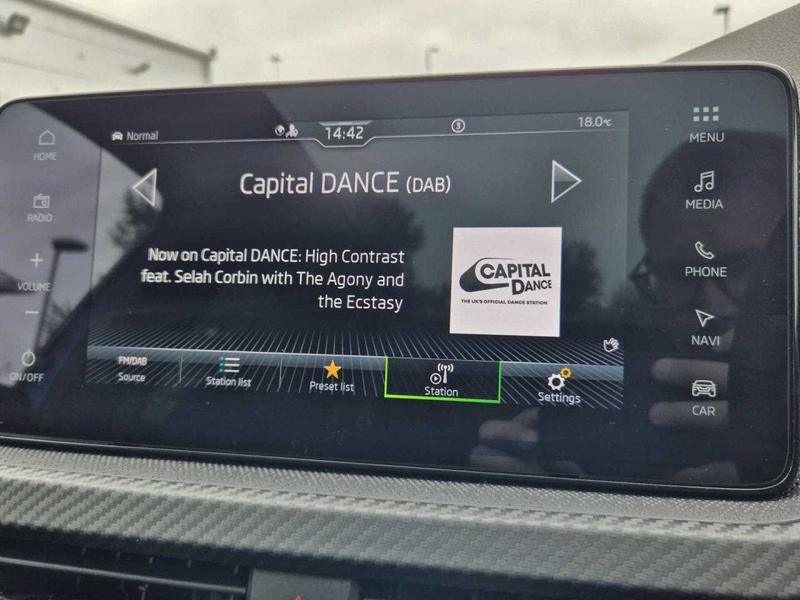 Normal
14:42
3
18.0°C
HOME
RADIO
+
VOLUME
−
ON/OFF
Capital DANCE (DAB)
Now on Capital DANCE: High Contrast
feat. Selah Corbin with The Agony and
the Ecstasy
CAPITAL
DANCE
THE UK'S OFFICIAL DANCE STATION
FM/DAB
Source
Station list
Preset list
Station
Settings
MENU
MEDIA
PHONE
NAVI
CAR